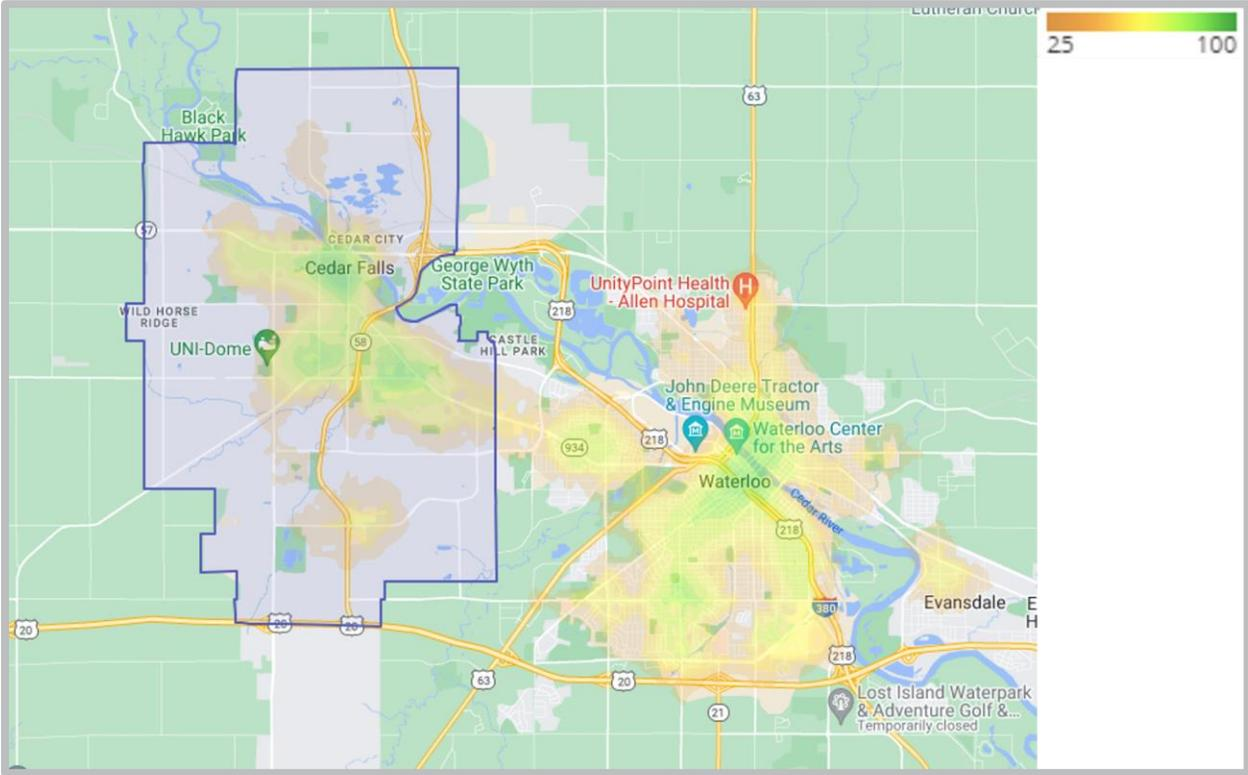 Lutheran Church
25 100
63
Black
Hawk Park
57
CEDAR CITY
Cedar Falls
George Wyth
State Park
UnityPoint Health
- Allen Hospital
H
218
WILD HORSE
RIDGE
UNI-Dome
58
CASTLE
HILL PARK
John Deere Tractor
& Engine Museum
218
934
Waterloo Center
for the Arts
Waterloo
Cedar River
218
Evansdale
E
H
380
20
20
20
218
63
20
21
Lost Island Waterpark
& Adventure Golf &...
Temporarily closed